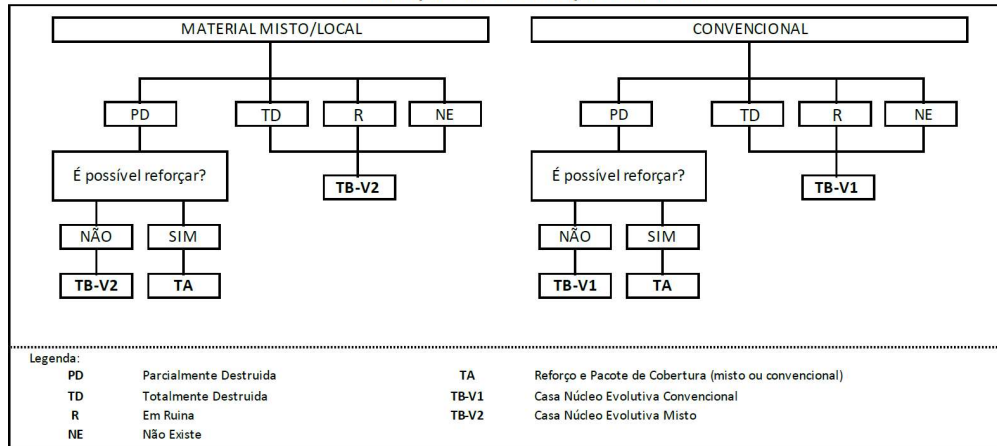 MATERIAL MISTO/LOCAL
CONVENCIONAL
PD TD R NE
PD TD R NE
É possível reforçar?
É possível reforçar?
TB-V2
TB-V1
NÃO SIM
NÃO SIM
TB-V2 TA
TB-V1 TA
Legenda:
PD Parcialmente Destruida
TD Totalmente Destruida
R Em Ruina
NE Não Existe
TA Reforço e Pacote de Cobertura (misto ou convencional)
TB-V1 Casa Núcleo Evolutiva Convencional
TB-V2 Casa Núcleo Evolutiva Misto